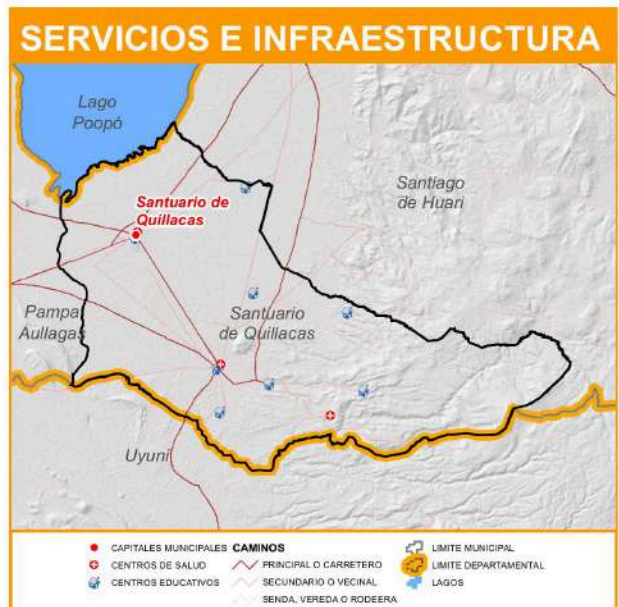 SERVICIOS E INFRAESTRUCTURA
Lago
Poopó
Santiago
de Huari
Santuario de
Quillacas
Pampa
Aullagas
Santuario
de Quillacas
Uyuni
CAPITALES MUNICIPALES
CENTROS DE SALUD
CENTROS EDUCATIVOS
CAMINOS
PRINCIPAL O CARRETERO
SECUNDARIO O VECINAL
SENDA, VEREDA O RODEERA
LIMITE MUNICIPAL
LIMITE DEPARTAMENTAL
LAGOS